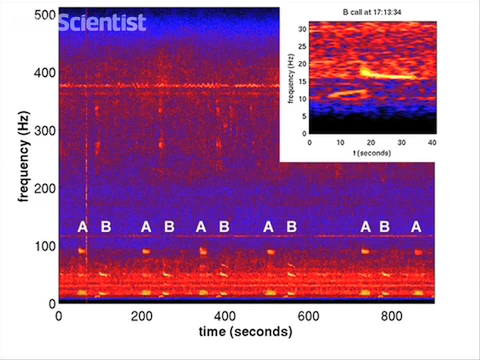 Scientist
B call at 17:13:34
frequency (Hz)
30
25
20
15
10
5
0
0 10 20 30 40
t (seconds)
frequency (Hz)
500
400
300
200
100
0
A B A B A B A B A B A
0 200 400 600 800
time (seconds)